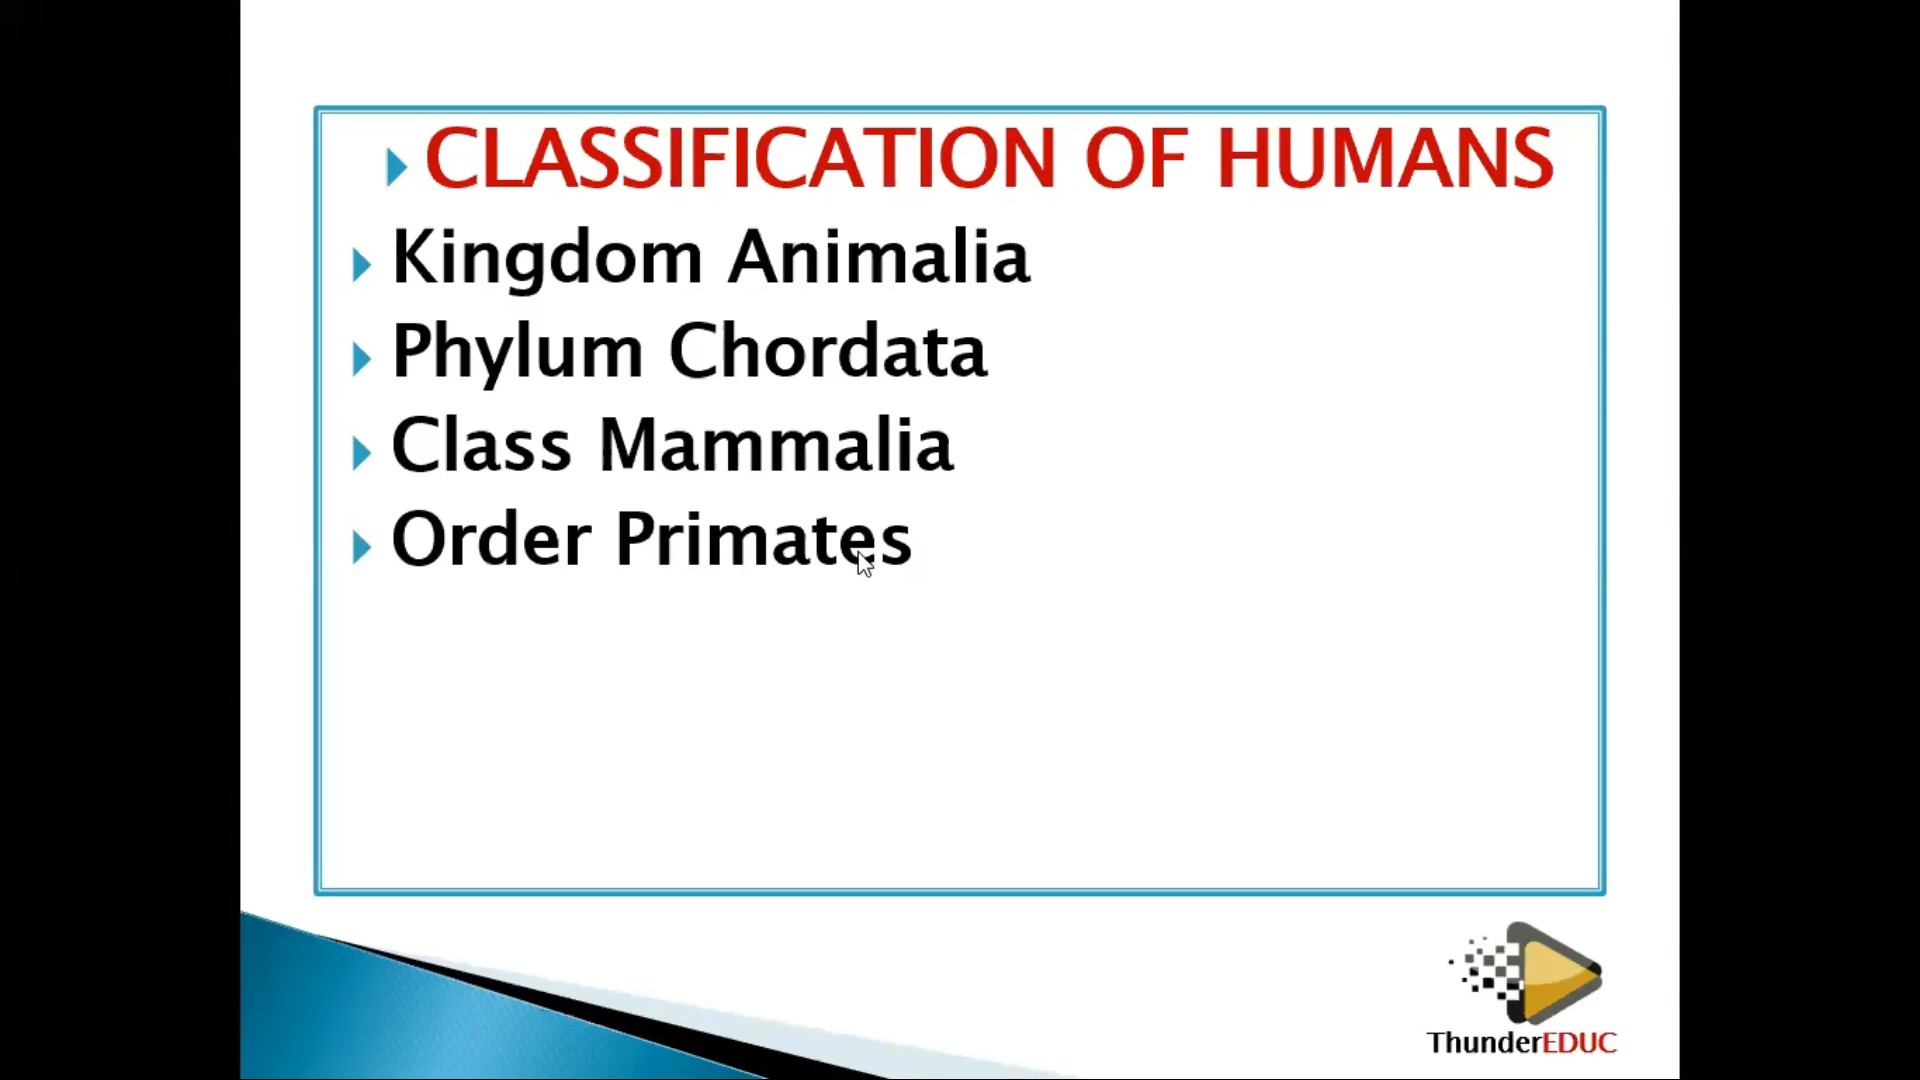 CLASSIFICATION OF HUMANS
Kingdom Animalia
Phylum Chordata
Class Mammalia
Order Primates
ThunderEDUC